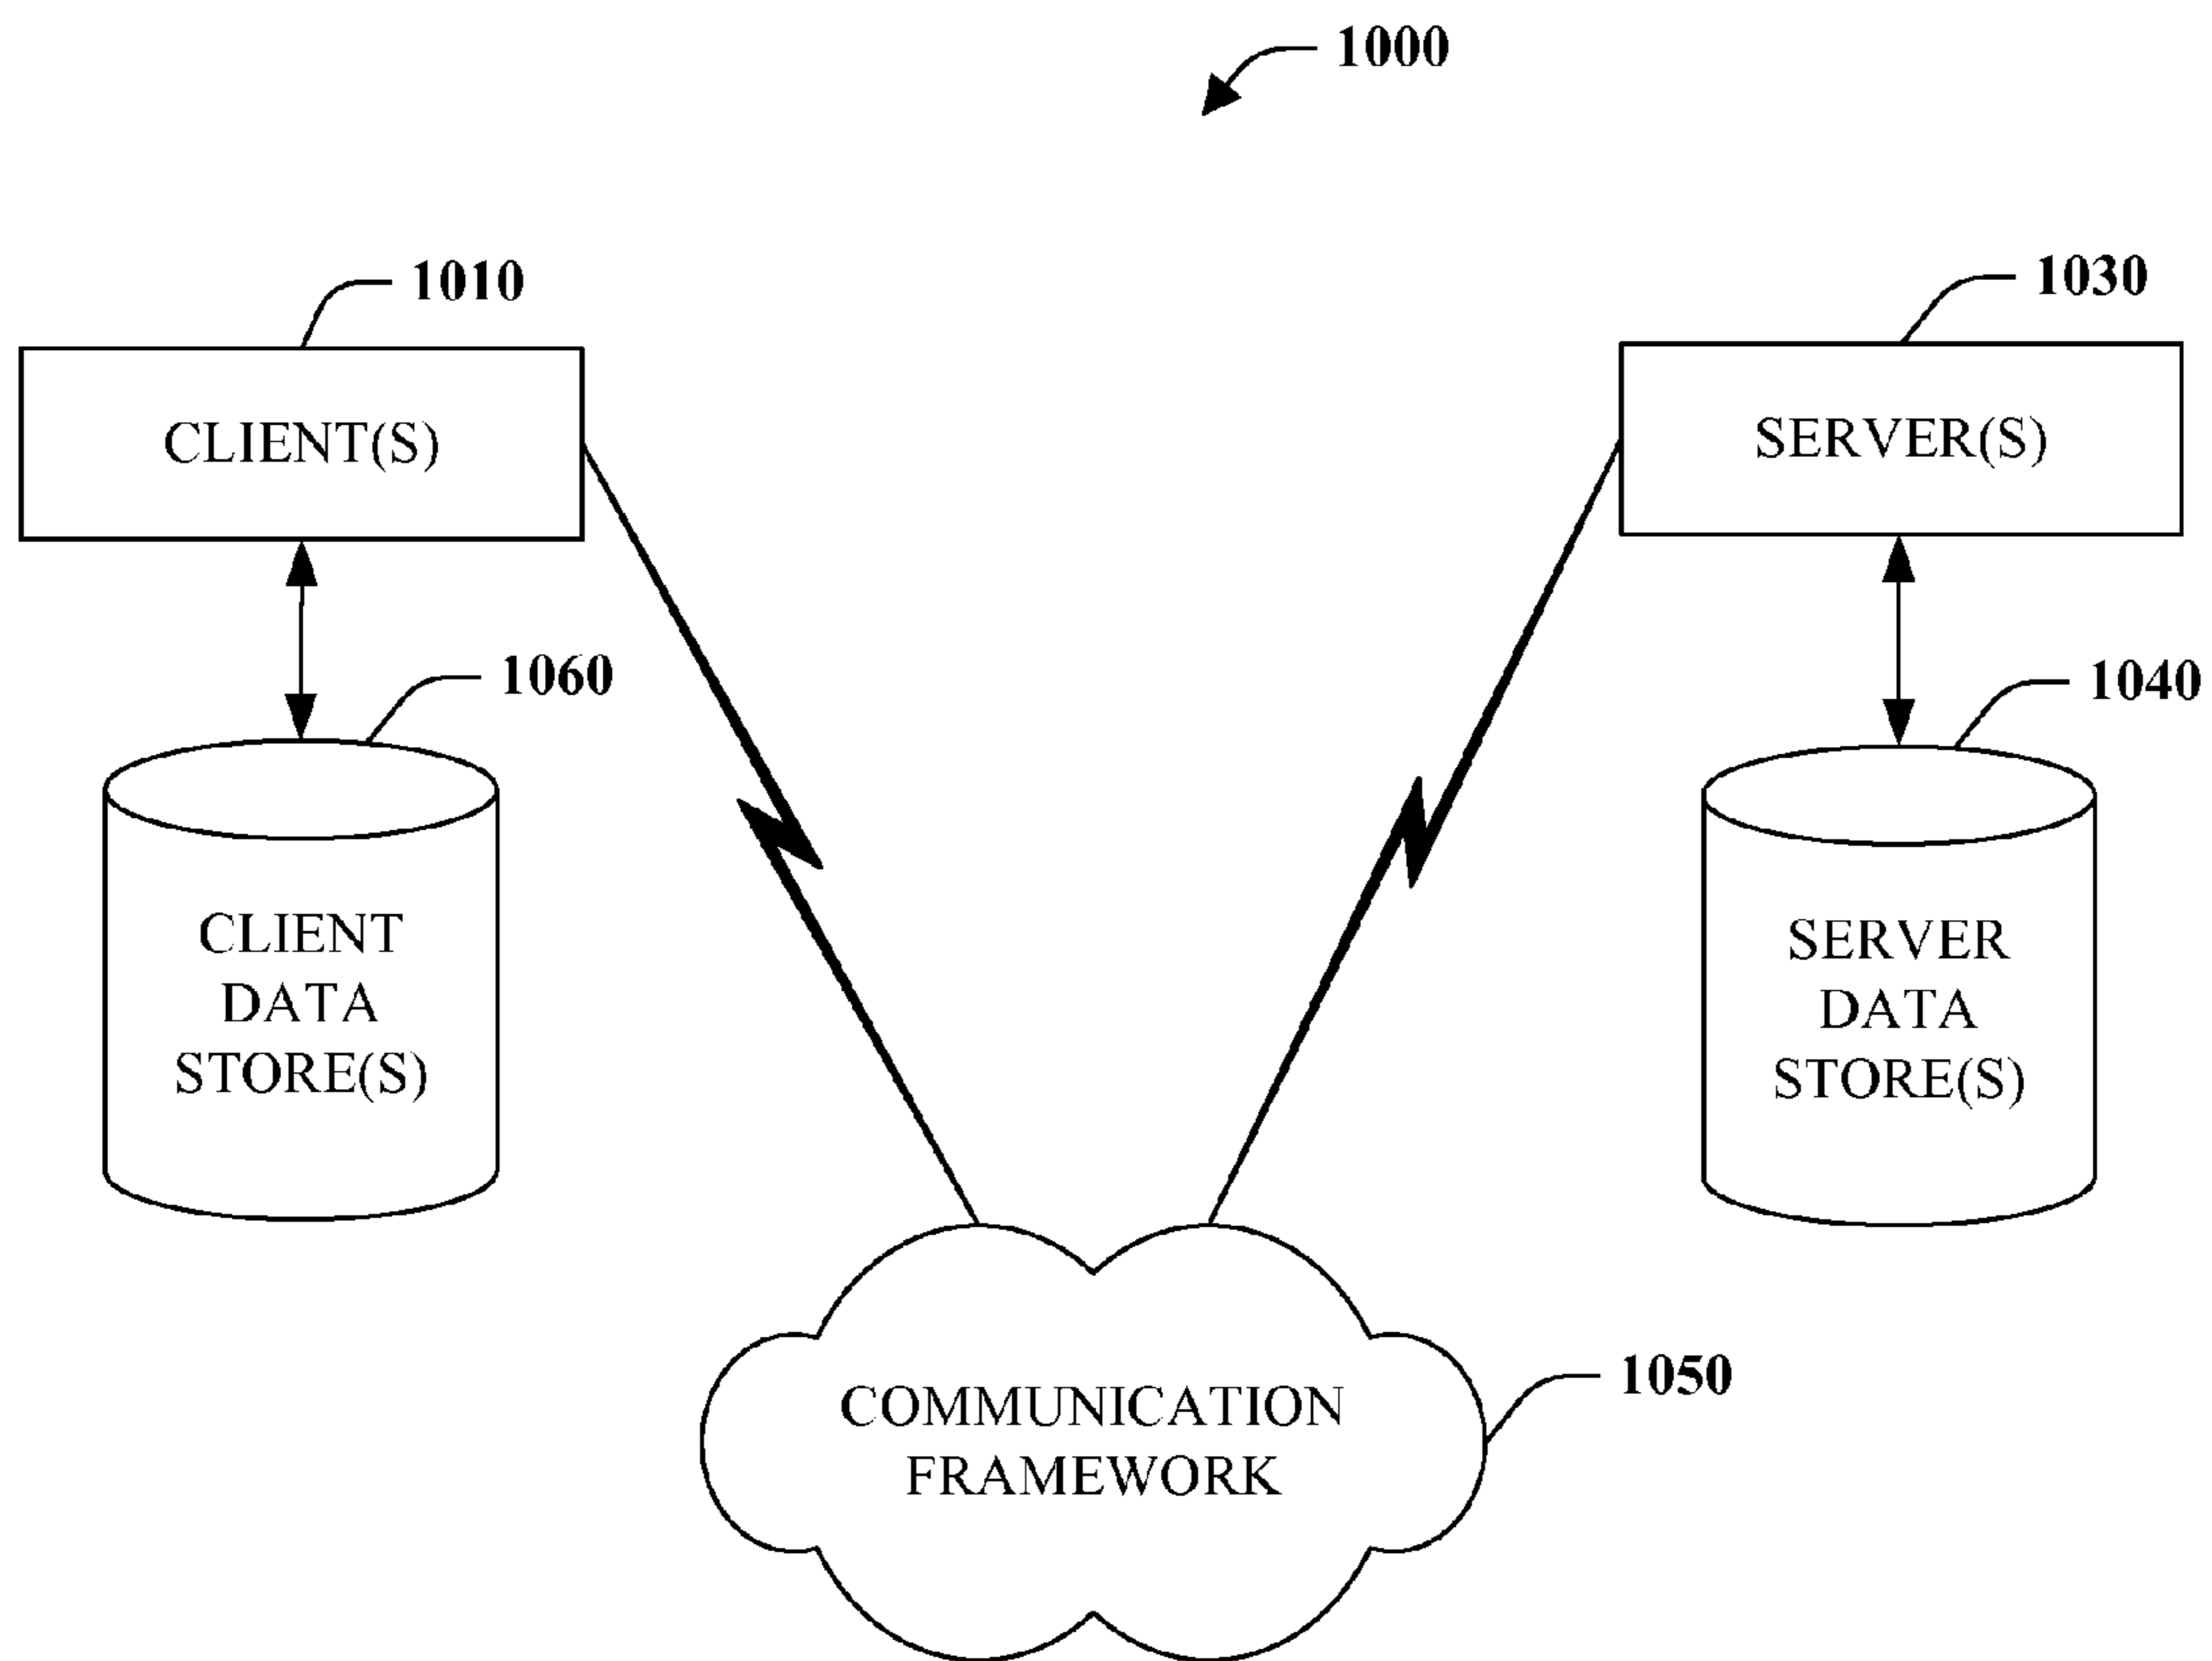 1000
1010
1030
CLIENT(S)
SERVER(S)
1060
1040
CLIENT
DATA
STORE(S)
SERVER
DATA
STORE(S)
1050
COMMUNICATION
FRAMEWORK